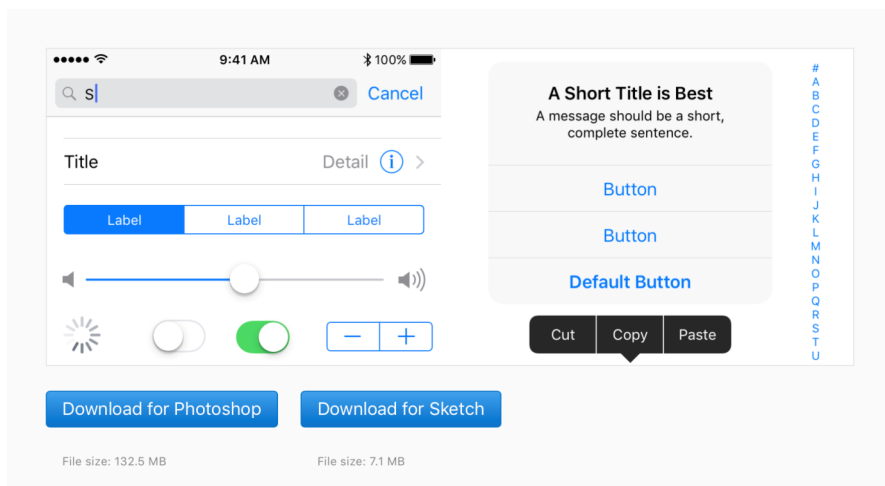 9:41 AM
100%
S
Cancel
Title
Detail
Label
Label
Label
A Short Title is Best
A message should be a short,
complete sentence.
Button
Button
Default Button
Cut
Copy
Paste
#
A
B
C
D
E
F
G
H
I
J
K
L
M
N
O
P
Q
R
S
T
U
Download for Photoshop
Download for Sketch
File size: 132.5 MB
File size: 7.1 MB